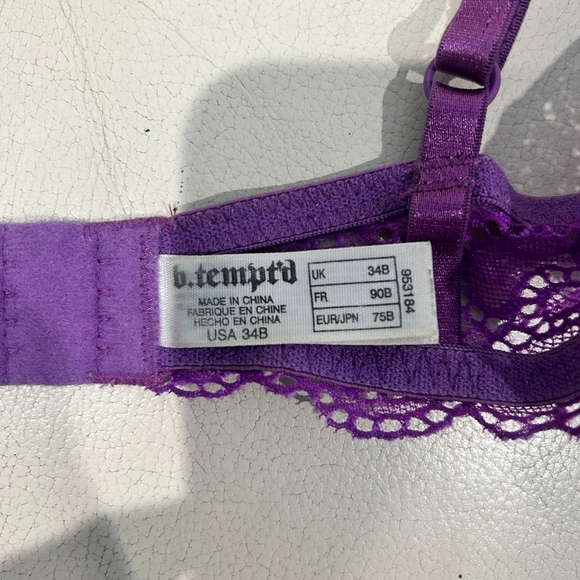 b.tempt'd
MADE IN CHINA
FABRIQUE EN CHINE
HECHO EN CHINA
USA 34B
UK 34B
FR 90B
EUR/JPN 75B
953184